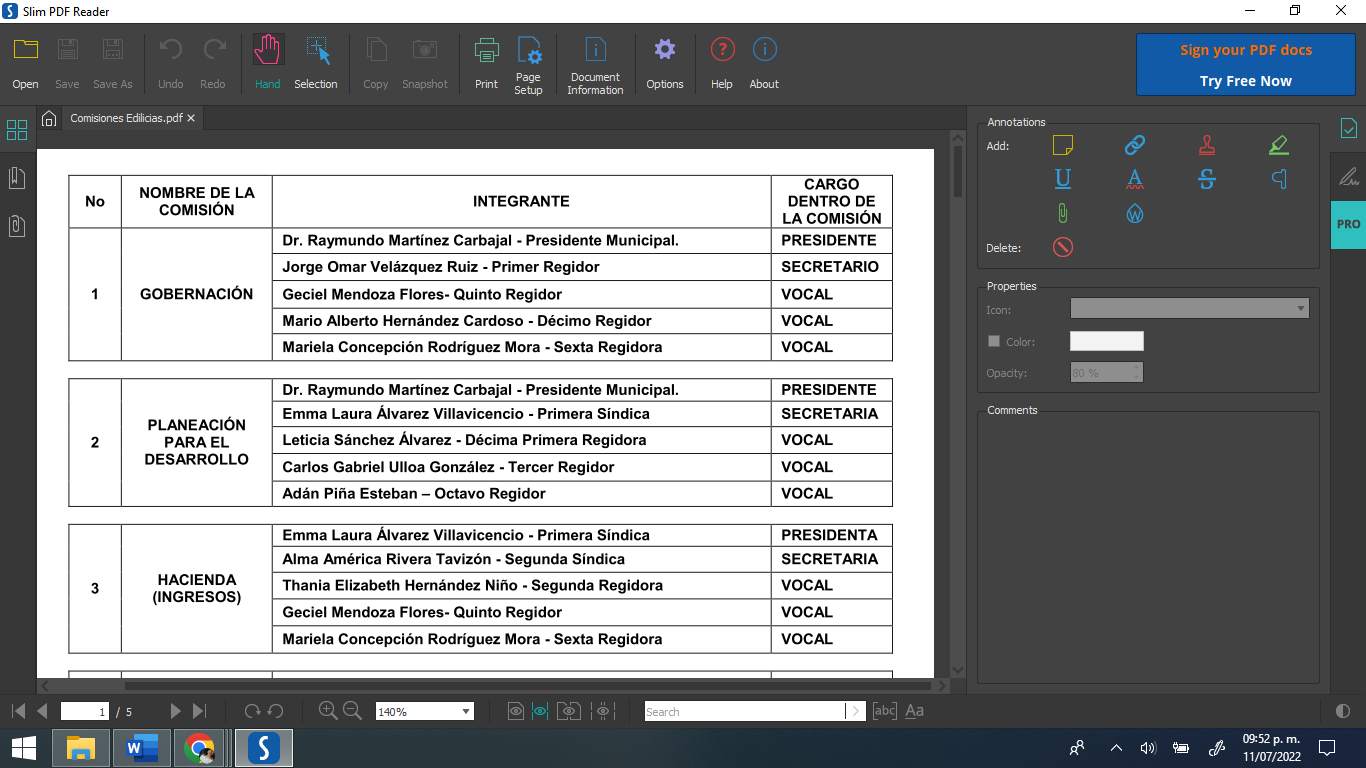 Slim PDF Reader
Open
Save
Save As
Undo
Redo
Hand
Selection
Copy
Snapshot
Print
Page
Setup
Document
Information
Options
Help
About
Sign your PDF docs
Try Free Now
Comisiones Edilicias.pdf
No
NOMBRE DE LA
COMISIÓN
INTEGRANTE
CARGO
DENTRO DE
LA COMISIÓN
1
GOBERNACIÓN
Dr. Raymundo Martínez Carbajal - Presidente Municipal. PRESIDENTE
Jorge Omar Velázquez Ruiz - Primer Regidor SECRETARIO
Geciel Mendoza Flores- Quinto Regidor VOCAL
Mario Alberto Hernández Cardoso - Décimo Regidor VOCAL
Mariela Concepción Rodríguez Mora - Sexta Regidora VOCAL
2
PLANEACIÓN
PARA EL
DESARROLLO
Dr. Raymundo Martínez Carbajal - Presidente Municipal. PRESIDENTE
Emma Laura Álvarez Villavicencio - Primera Síndica SECRETARIA
Leticia Sánchez Álvarez - Décima Primera Regidora VOCAL
Carlos Gabriel Ulloa González - Tercer Regidor VOCAL
Adán Piña Esteban – Octavo Regidor VOCAL
3
HACIENDA
(INGRESOS)
Emma Laura Álvarez Villavicencio - Primera Síndica PRESIDENTA
Alma América Rivera Tavizón - Segunda Síndica SECRETARIA
Thania Elizabeth Hernández Niño - Segunda Regidora VOCAL
Geciel Mendoza Flores- Quinto Regidor VOCAL
Mariela Concepción Rodríguez Mora - Sexta Regidora VOCAL
Annotations
Add:
Delete:
PRO
Properties
Icon:
Color:
Opacity:
80 %
Comments
1 / 5
140%
Search
abc
Aa
09:52 p. m.
11/07/2022